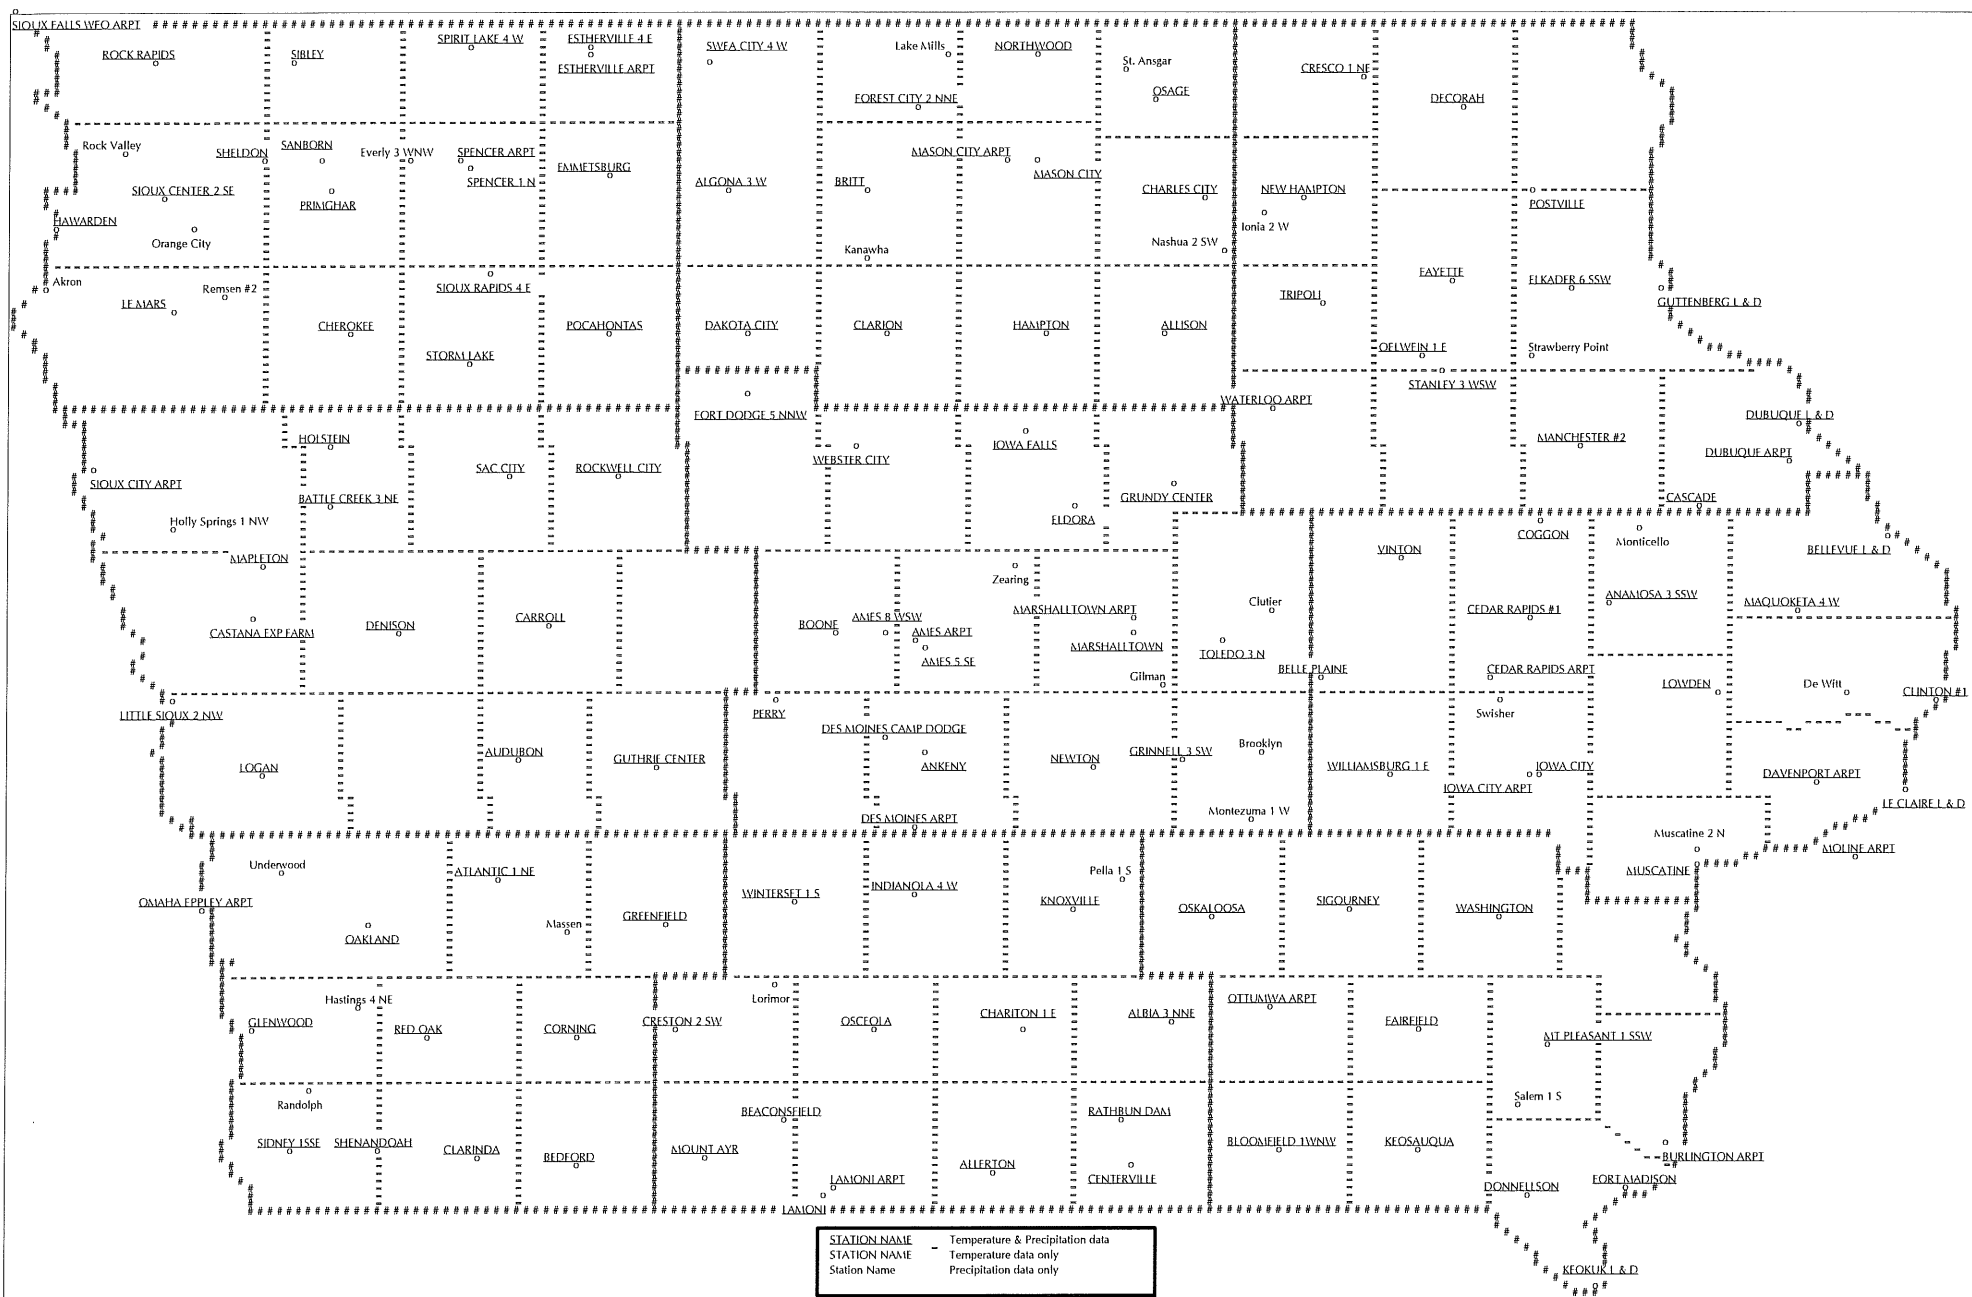 SIOUX FALLS WFO ARPT
ROCK RAPIDS
SIBLEY
SPIRIT LAKE 4 W
ESTHERVILLE 4 E
ESTHERVILLE ARPT
SWEA CITY 4 W
Lake Mills
NORTHWOOD
St. Ansgar
OSAGE
CRESCO 1 NE
DECORAH
FOREST CITY 2 NNE
Rock Valley
SHELDON
SANBORN
Everly 3 WNW
SPENCER ARPT
SPENCER 1 N
EMMETSBURG
ALGONA 3 W
BRITT
MASON CITY ARPT
MASON CITY
CHARLES CITY
NEW HAMPTON
POSTVILLE
SIOUX CENTER 2 SE
PRIMGHAR
HAWARDEN
Orange City
Kanawha
Nashua 2 SW
Ionia 2 W
Akron
LE MARS
Remsen #2
CHEROKEE
SIOUX RAPIDS 4 E
STORM LAKE
POCAHONTAS
DAKOTA CITY
CLARION
HAMPTON
ALLISON
TRIPOLI
FAYETTE
ELKADER 6 SSW
GUTTENBERG L & D
OELWEIN 1 E
Strawberry Point
STANLEY 3 WSW
FORT DODGE 5 NNW
WATERLOO ARPT
DUBUQUE L & D
HOLSTEIN
SAC CITY
ROCKWELL CITY
WEBSTER CITY
IOWA FALLS
MANCHESTER #2
DUBUQUE ARPT
SIOUX CITY ARPT
BATTLE CREEK 3 NE
GRUNDY CENTER
CASCADE
Holly Springs 1 NW
ELDORA
COGGON
Monticello
BELLEVUE L & D
MAPLETON
VINTON
Zearing
CASTANA EXP FARM
DENISON
CARROLL
BOONE
AMES 8 WSW
AMES ARPT
AMES 5 SE
MARSHALLTOWN ARPT
MARSHALLTOWN
Clutier
TOLEDO 3 N
CEDAR RAPIDS #1
ANAMOSA 3 SSW
MAQUOKETA 4 W
Gilman
BELLE PLAINE
CEDAR RAPIDS ARPT
LOWDEN
De Witt
CLINTON #1
LITTLE SIOUX 2 NW
PERRY
Swisher
DES MOINES CAMP DODGE
ANKENY
LOGAN
AUDUBON
GUTHRIE CENTER
NEWTON
GRINNELL 3 SW
Brooklyn
WILLIAMSBURG 1 E
IOWA CITY
IOWA CITY ARPT
DAVENPORT ARPT
LE CLAIRE L & D
DES MOINES ARPT
Montezuma 1 W
Muscatine 2 N
MOLINE ARPT
Underwood
ATLANTIC 1 NE
WINTERSET 1 S
INDIANOLA 4 W
Pella 1 S
MUSCATINE
OMAHA EPPLEY ARPT
OAKLAND
Massen
GREENFIELD
KNOXVILLE
OSKALOOSA
SIGOURNEY
WASHINGTON
Hastings 4 NE
Lorimor
OTTUMWA ARPT
GLENWOOD
RED OAK
CORNING
CRESTON 2 SW
OSCEOLA
CHARITON 1 E
ALBIA 3 NNE
FAIRFIELD
MT PLEASANT 1 SSW
Randolph
BEACONSFIELD
RATHBUN DAM
Salem 1 S
SIDNEY 1SSE
SHENANDOAH
CLARINDA
BEDFORD
MOUNT AYR
LAMONI ARPT
ALLERTON
CENTERVILLE
BLOOMFIELD 1WNW
KEOSAUQUA
BURLINGTON ARPT
DONNELLSON
FORT MADISON
LAMONI
KEOKUK L & D
STATION NAME - Temperature & Precipitation data
STATION NAME Temperature data only
Station Name Precipitation data only